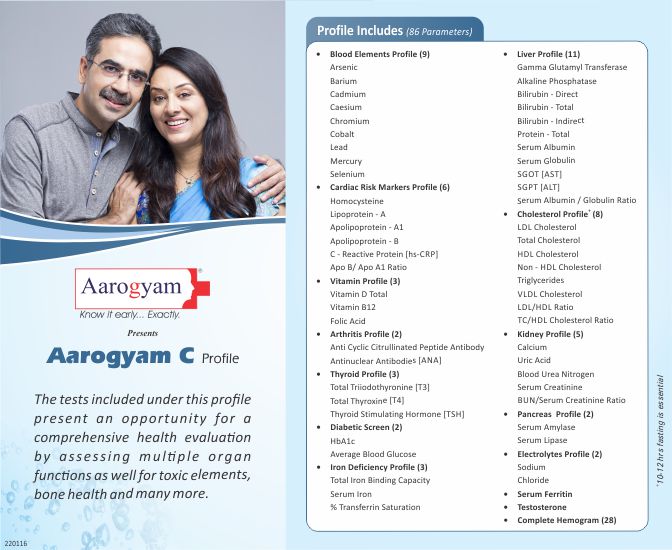 Aarogyam®
Know it early... Exactly.
Presents
Aarogyam C Profile
The tests included under this profile
present an opportunity for a
comprehensive health evaluation
by assessing multiple organ
functions as well for toxic elements,
bone health and many more.
220116
Profile Includes (86 Parameters)
• Blood Elements Profile (9)
Arsenic
Barium
Cadmium
Caesium
Chromium
Cobalt
Lead
Mercury
Selenium
• Cardiac Risk Markers Profile (6)
Homocysteine
Lipoprotein - A
Apolipoprotein - A1
Apolipoprotein - B
C - Reactive Protein [hs-CRP]
Apo B/ Apo A1 Ratio
• Vitamin Profile (3)
Vitamin D Total
Vitamin B12
Folic Acid
• Arthritis Profile (2)
Anti Cyclic Citrullinated Peptide Antibody
Antinuclear Antibodies [ANA]
• Thyroid Profile (3)
Total Triiodothyronine [T3]
Total Thyroxine [T4]
Thyroid Stimulating Hormone [TSH]
• Diabetic Screen (2)
HbA1c
Average Blood Glucose
• Iron Deficiency Profile (3)
Total Iron Binding Capacity
Serum Iron
% Transferrin Saturation
• Liver Profile (11)
Gamma Glutamyl Transferase
Alkaline Phosphatase
Bilirubin - Direct
Bilirubin - Total
Bilirubin - Indirect
Protein - Total
Serum Albumin
Serum Globulin
SGOT [AST]
SGPT [ALT]
Serum Albumin / Globulin Ratio
• Cholesterol Profile* (8)
LDL Cholesterol
Total Cholesterol
HDL Cholesterol
Non - HDL Cholesterol
Triglycerides
VLDL Cholesterol
LDL/HDL Ratio
TC/HDL Cholesterol Ratio
• Kidney Profile (5)
Calcium
Uric Acid
Blood Urea Nitrogen
Serum Creatinine
BUN/Serum Creatinine Ratio
• Pancreas Profile (2)
Serum Amylase
Serum Lipase
• Electrolytes Profile (2)
Sodium
Chloride
• Serum Ferritin
• Testosterone
• Complete Hemogram (28)
*10-12 hrs fasting is essential